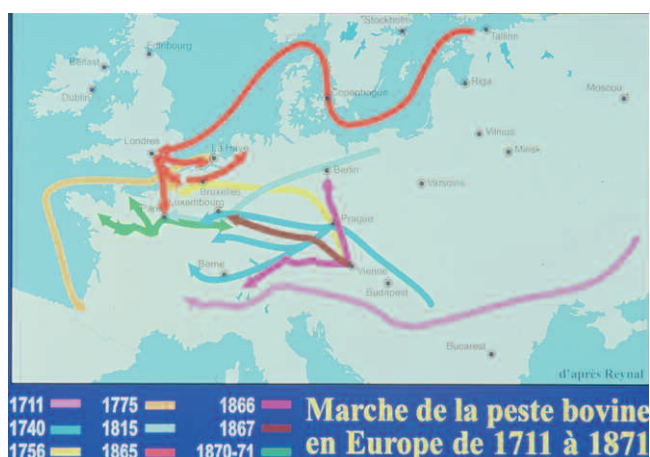 Stockholm
Tallinn
Edinbourg
Riga
Belfast
Moscou
Copenhague
Dublin
Vilnius
Londres
Minsk
La Haye
Berlin
Bruxelles
Varsovie
Luxembourg
Paris
Prague
Berne
Vienne
Budapest
Bucarest
d'après Reynal
1711 1775 1866
1740 1815 1867
1756 1865 1870-71
Marche de la peste bovine
en Europe de 1711 à 1871